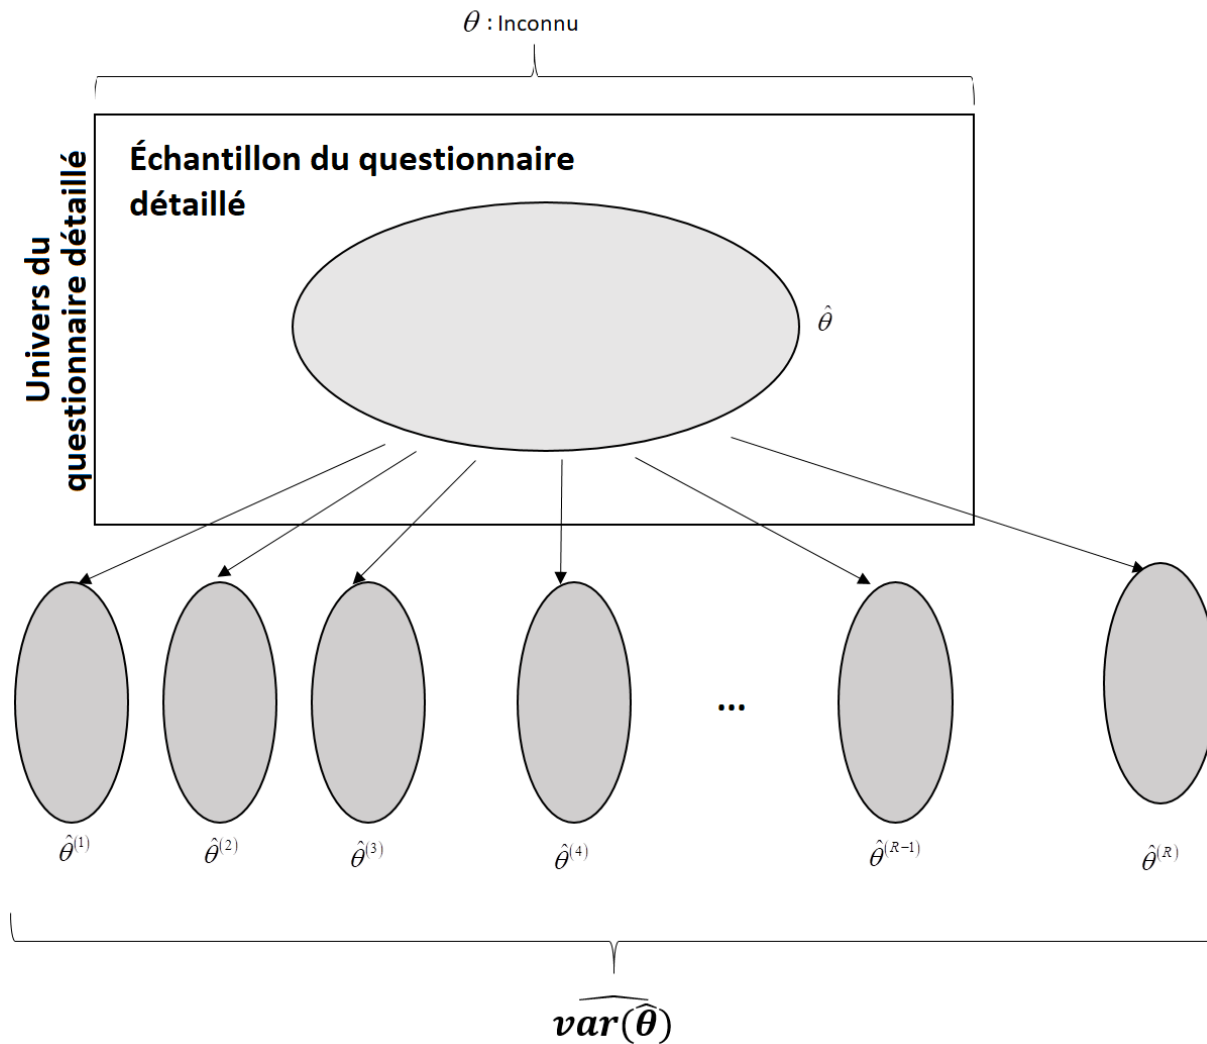 θ : Inconnu
Échantillon du questionnaire
détaillé
Univers du
questionnaire détaillé
θ̂
θ̂⁽¹⁾
θ̂⁽²⁾
θ̂⁽³⁾
θ̂⁽⁴⁾
...
θ̂⁽ᴿ⁻¹⁾
θ̂⁽ᴿ⁾
var(θ̂)